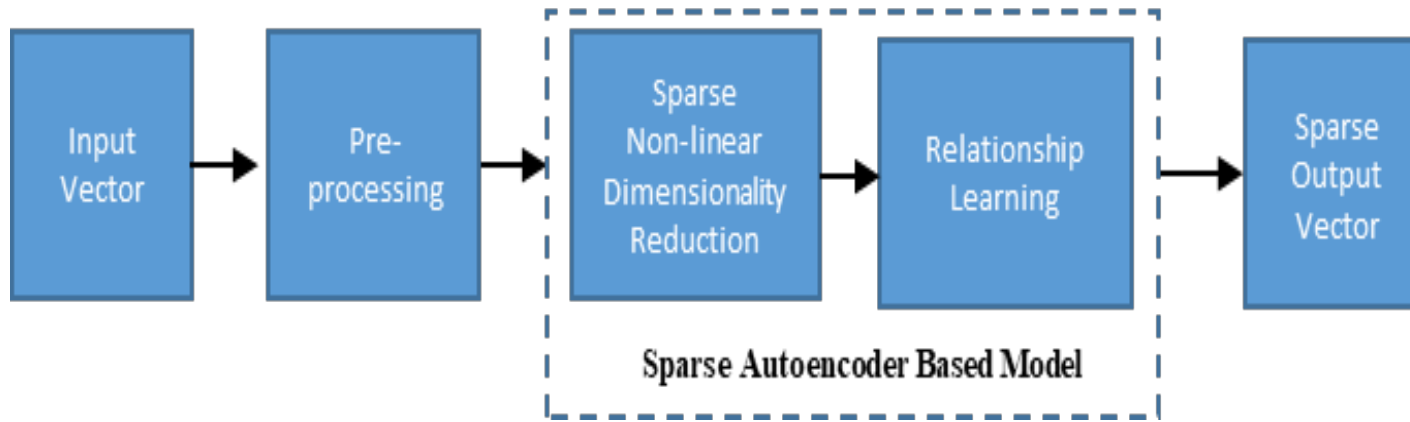 Input
Vector
Pre-
processing
Sparse
Non-linear
Dimensionality
Reduction
Relationship
Learning
Sparse
Output
Vector
Sparse Autoencoder Based Model